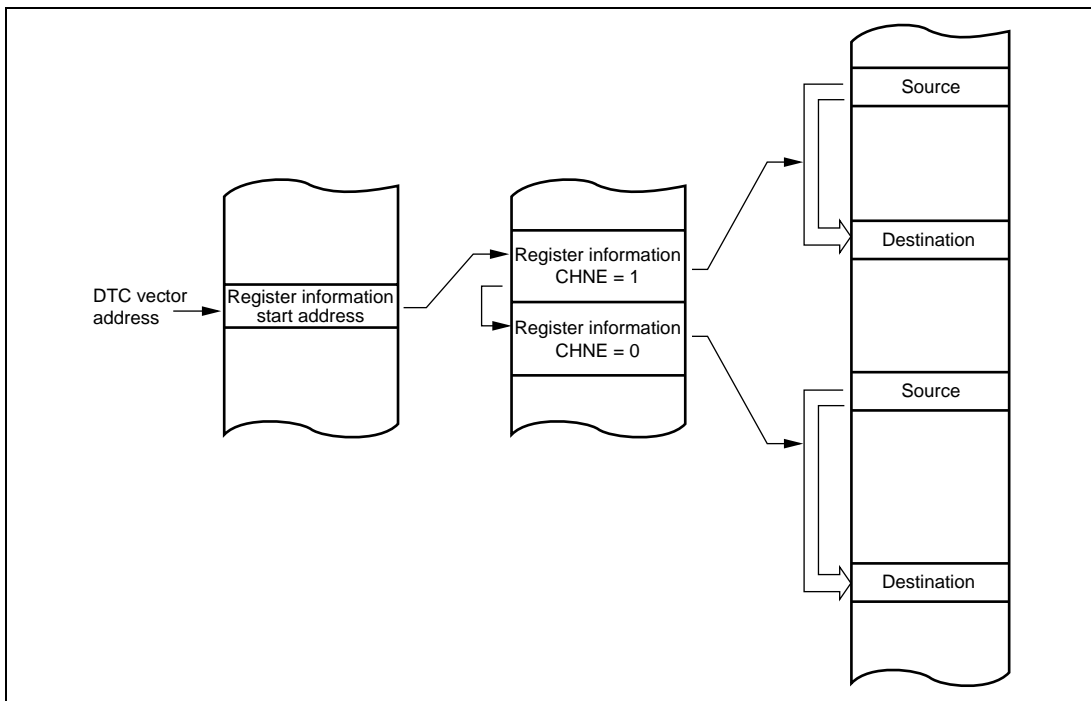 DTC vector
address
Register information
start address
Register information
CHNE = 1
Register information
CHNE = 0
Source
Destination
Source
Destination